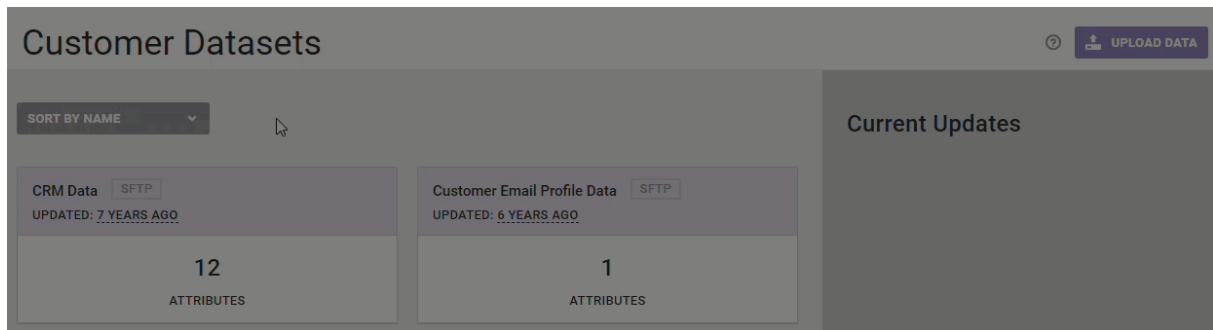 Customer Datasets
UPLOAD DATA
SORT BY NAME
Current Updates
CRM Data SFTP
UPDATED: 7 YEARS AGO
12
ATTRIBUTES
Customer Email Profile Data SFTP
UPDATED: 6 YEARS AGO
1
ATTRIBUTES